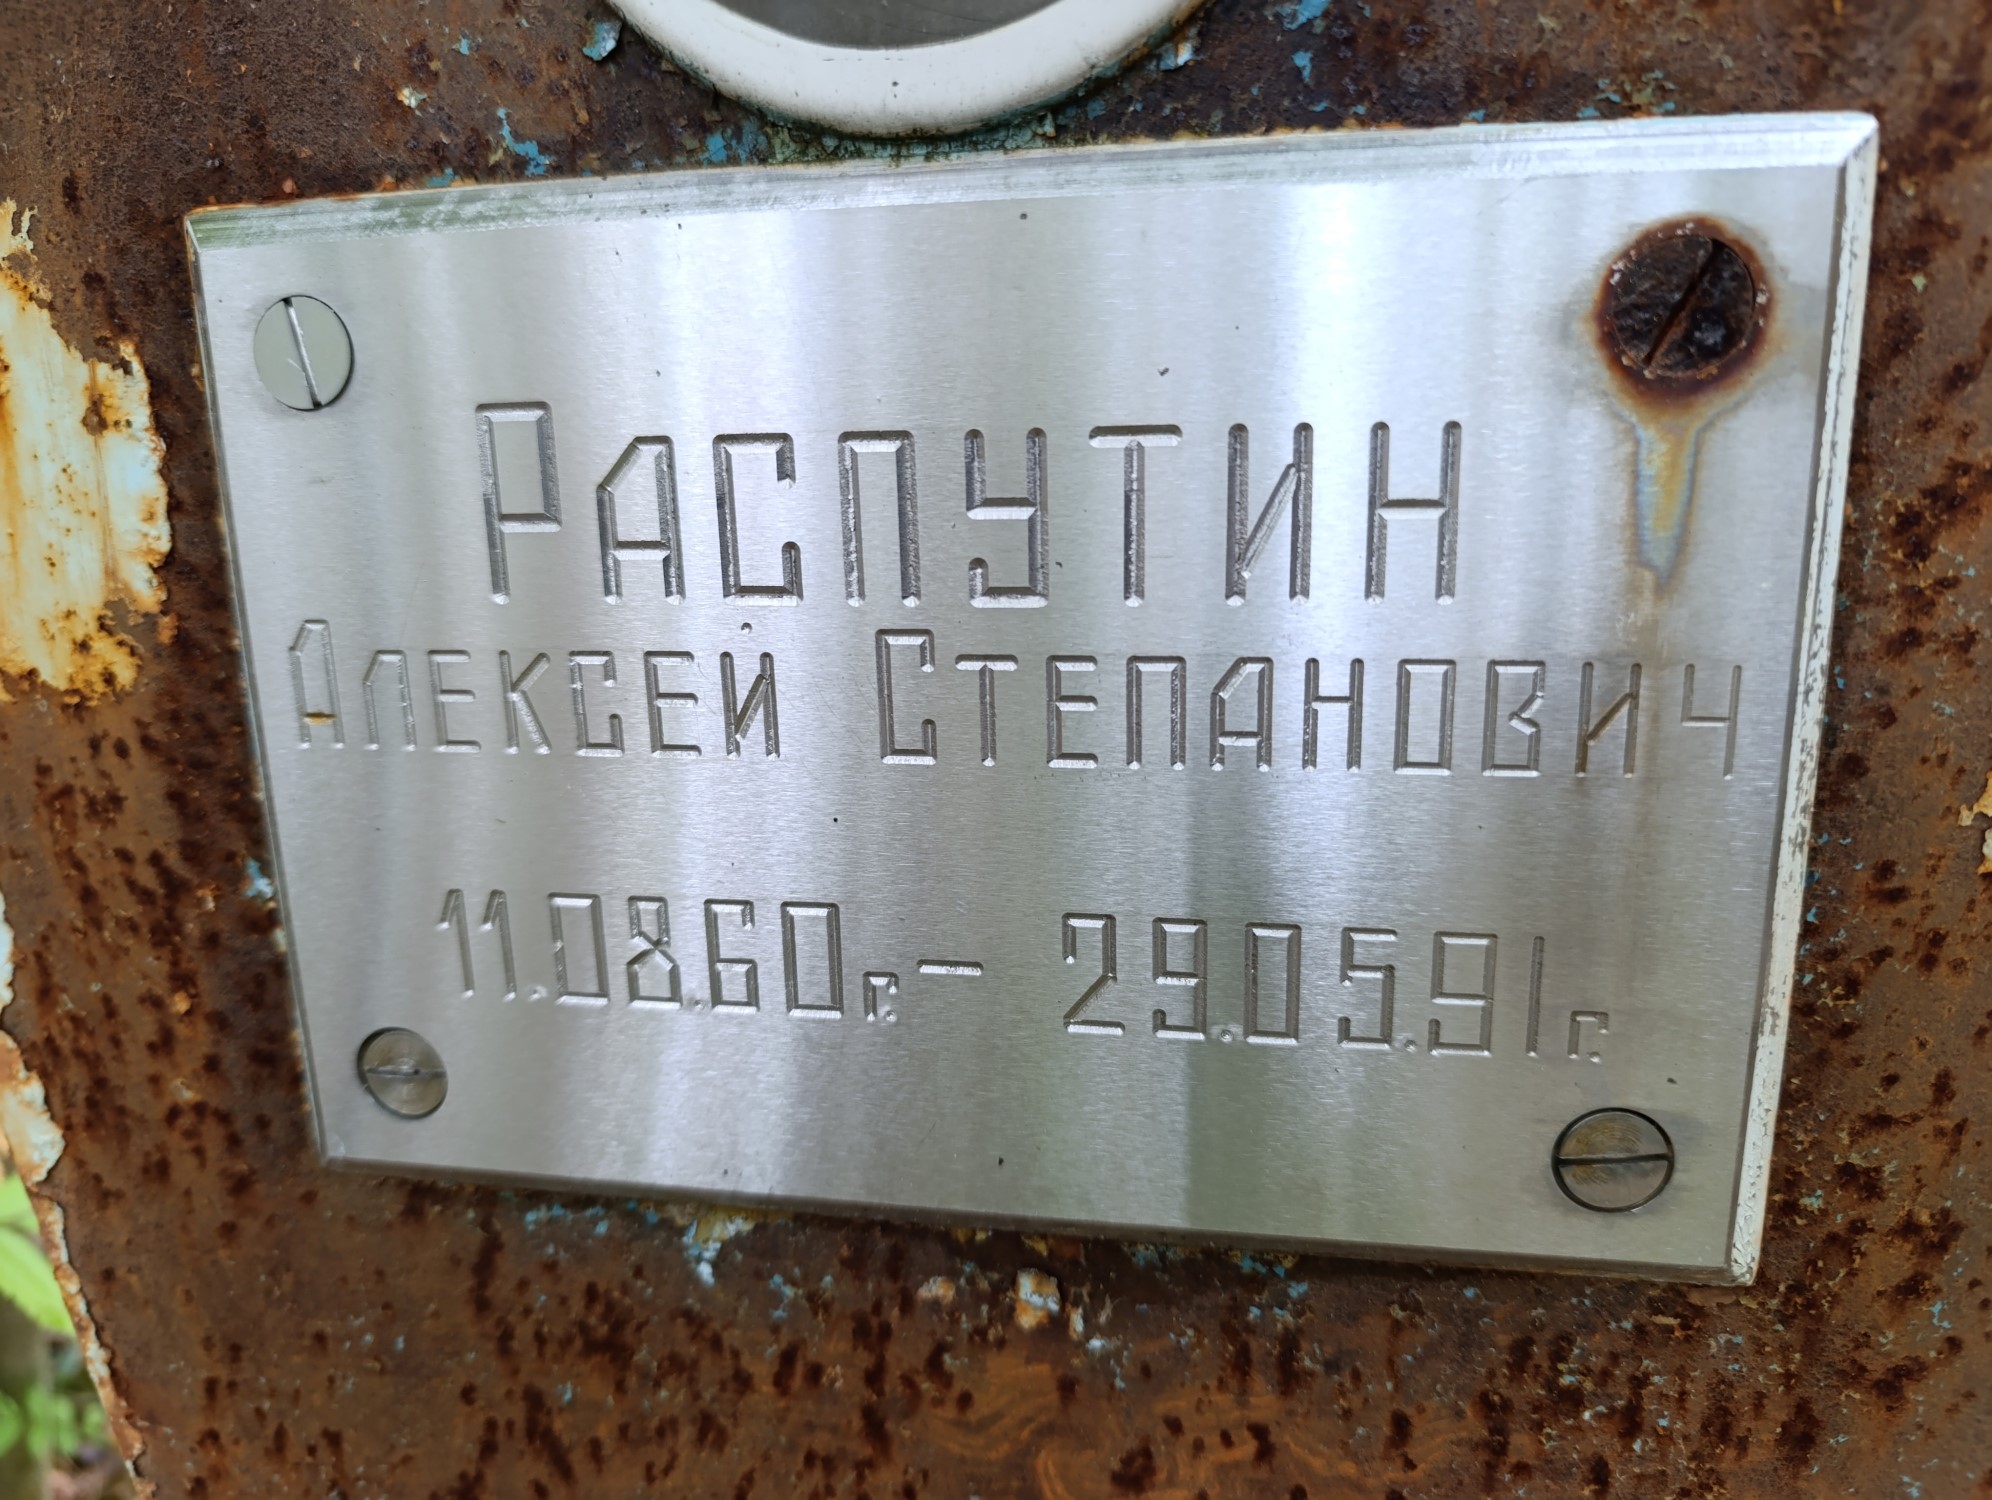 Распутин
Алексей Степанович
11.08.60г.— 29.05.91г.